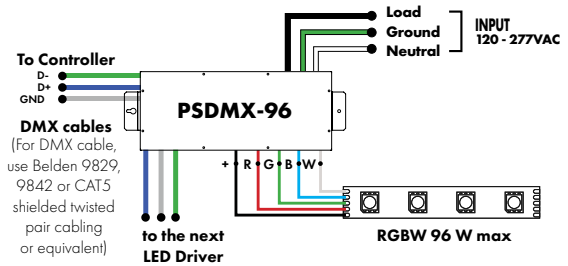 Load
Ground
Neutral
INPUT
120 - 277VAC
To Controller
D-
D+
GND
PSDMX-96
DMX cables
(For DMX cable,
use Belden 9829,
9842 or CAT5
shielded twisted
pair cabling
or equivalent)
+ R G B W
to the next
LED Driver
RGBW 96 W max